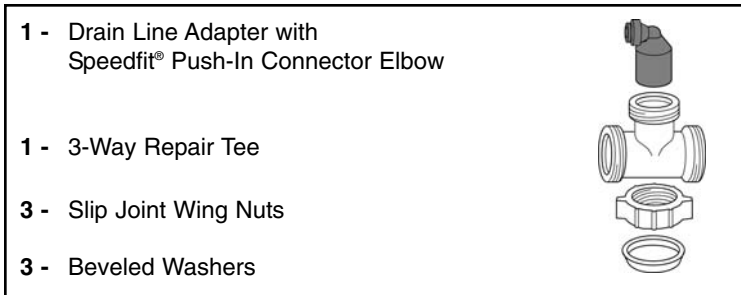 1 - Drain Line Adapter with
Speedfit® Push-In Connector Elbow
1 - 3-Way Repair Tee
3 - Slip Joint Wing Nuts
3 - Beveled Washers